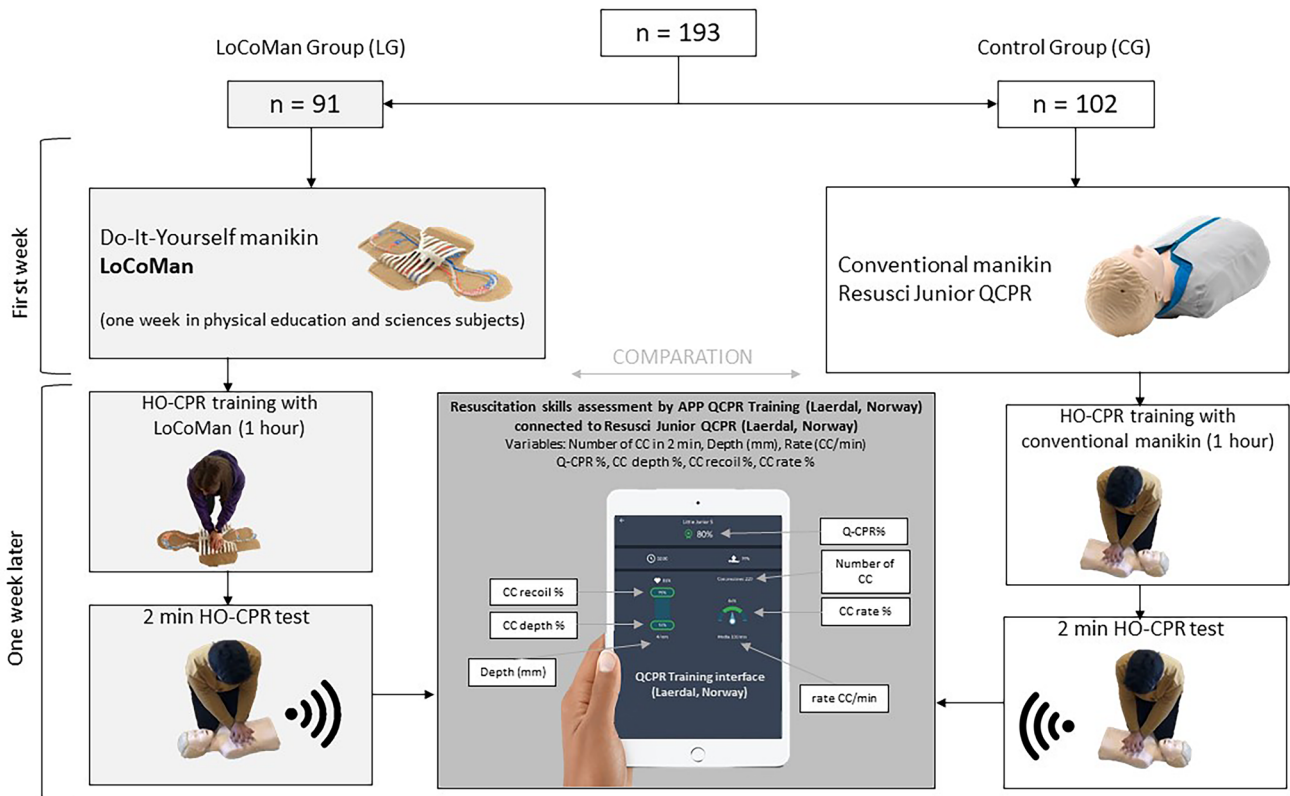 n = 193
LoCoMan Group (LG)
n = 91
Control Group (CG)
n = 102
First week
Do-It-Yourself manikin
LoCoMan
(one week in physical education and sciences subjects)
Conventional manikin
Resusci Junior QCPR
COMPARATION
One week later
HO-CPR training with
LoCoMan (1 hour)
2 min HO-CPR test
Resuscitation skills assessment by APP QCPR Training (Laerdal, Norway)
connected to Resusci Junior QCPR (Laerdal, Norway)
Variables: Number of CC in 2 min, Depth (mm), Rate (CC/min)
Q-CPR %, CC depth %, CC recoil %, CC rate %
80%
Q-CPR%
Number of
CC
CC recoil %
CC rate %
CC depth %
Depth (mm)
rate CC/min
QCPR Training interface
(Laerdal, Norway)
HO-CPR training with
conventional manikin (1 hour)
2 min HO-CPR test